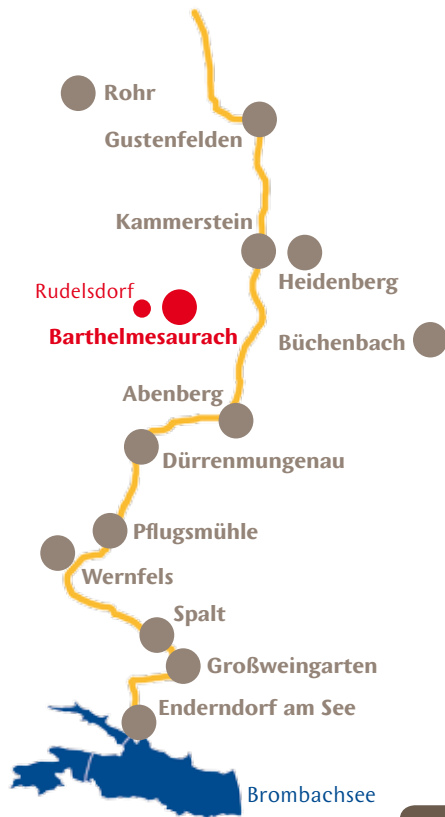 Rohr
Gustenfelden
Kammerstein
Heidenberg
Rudelsdorf
Barthelmesaurach
Büchenbach
Abenberg
Dürrenmungenau
Pflugsmühle
Wernfels
Spalt
Großweingarten
Enderndorf am See
Brombachsee